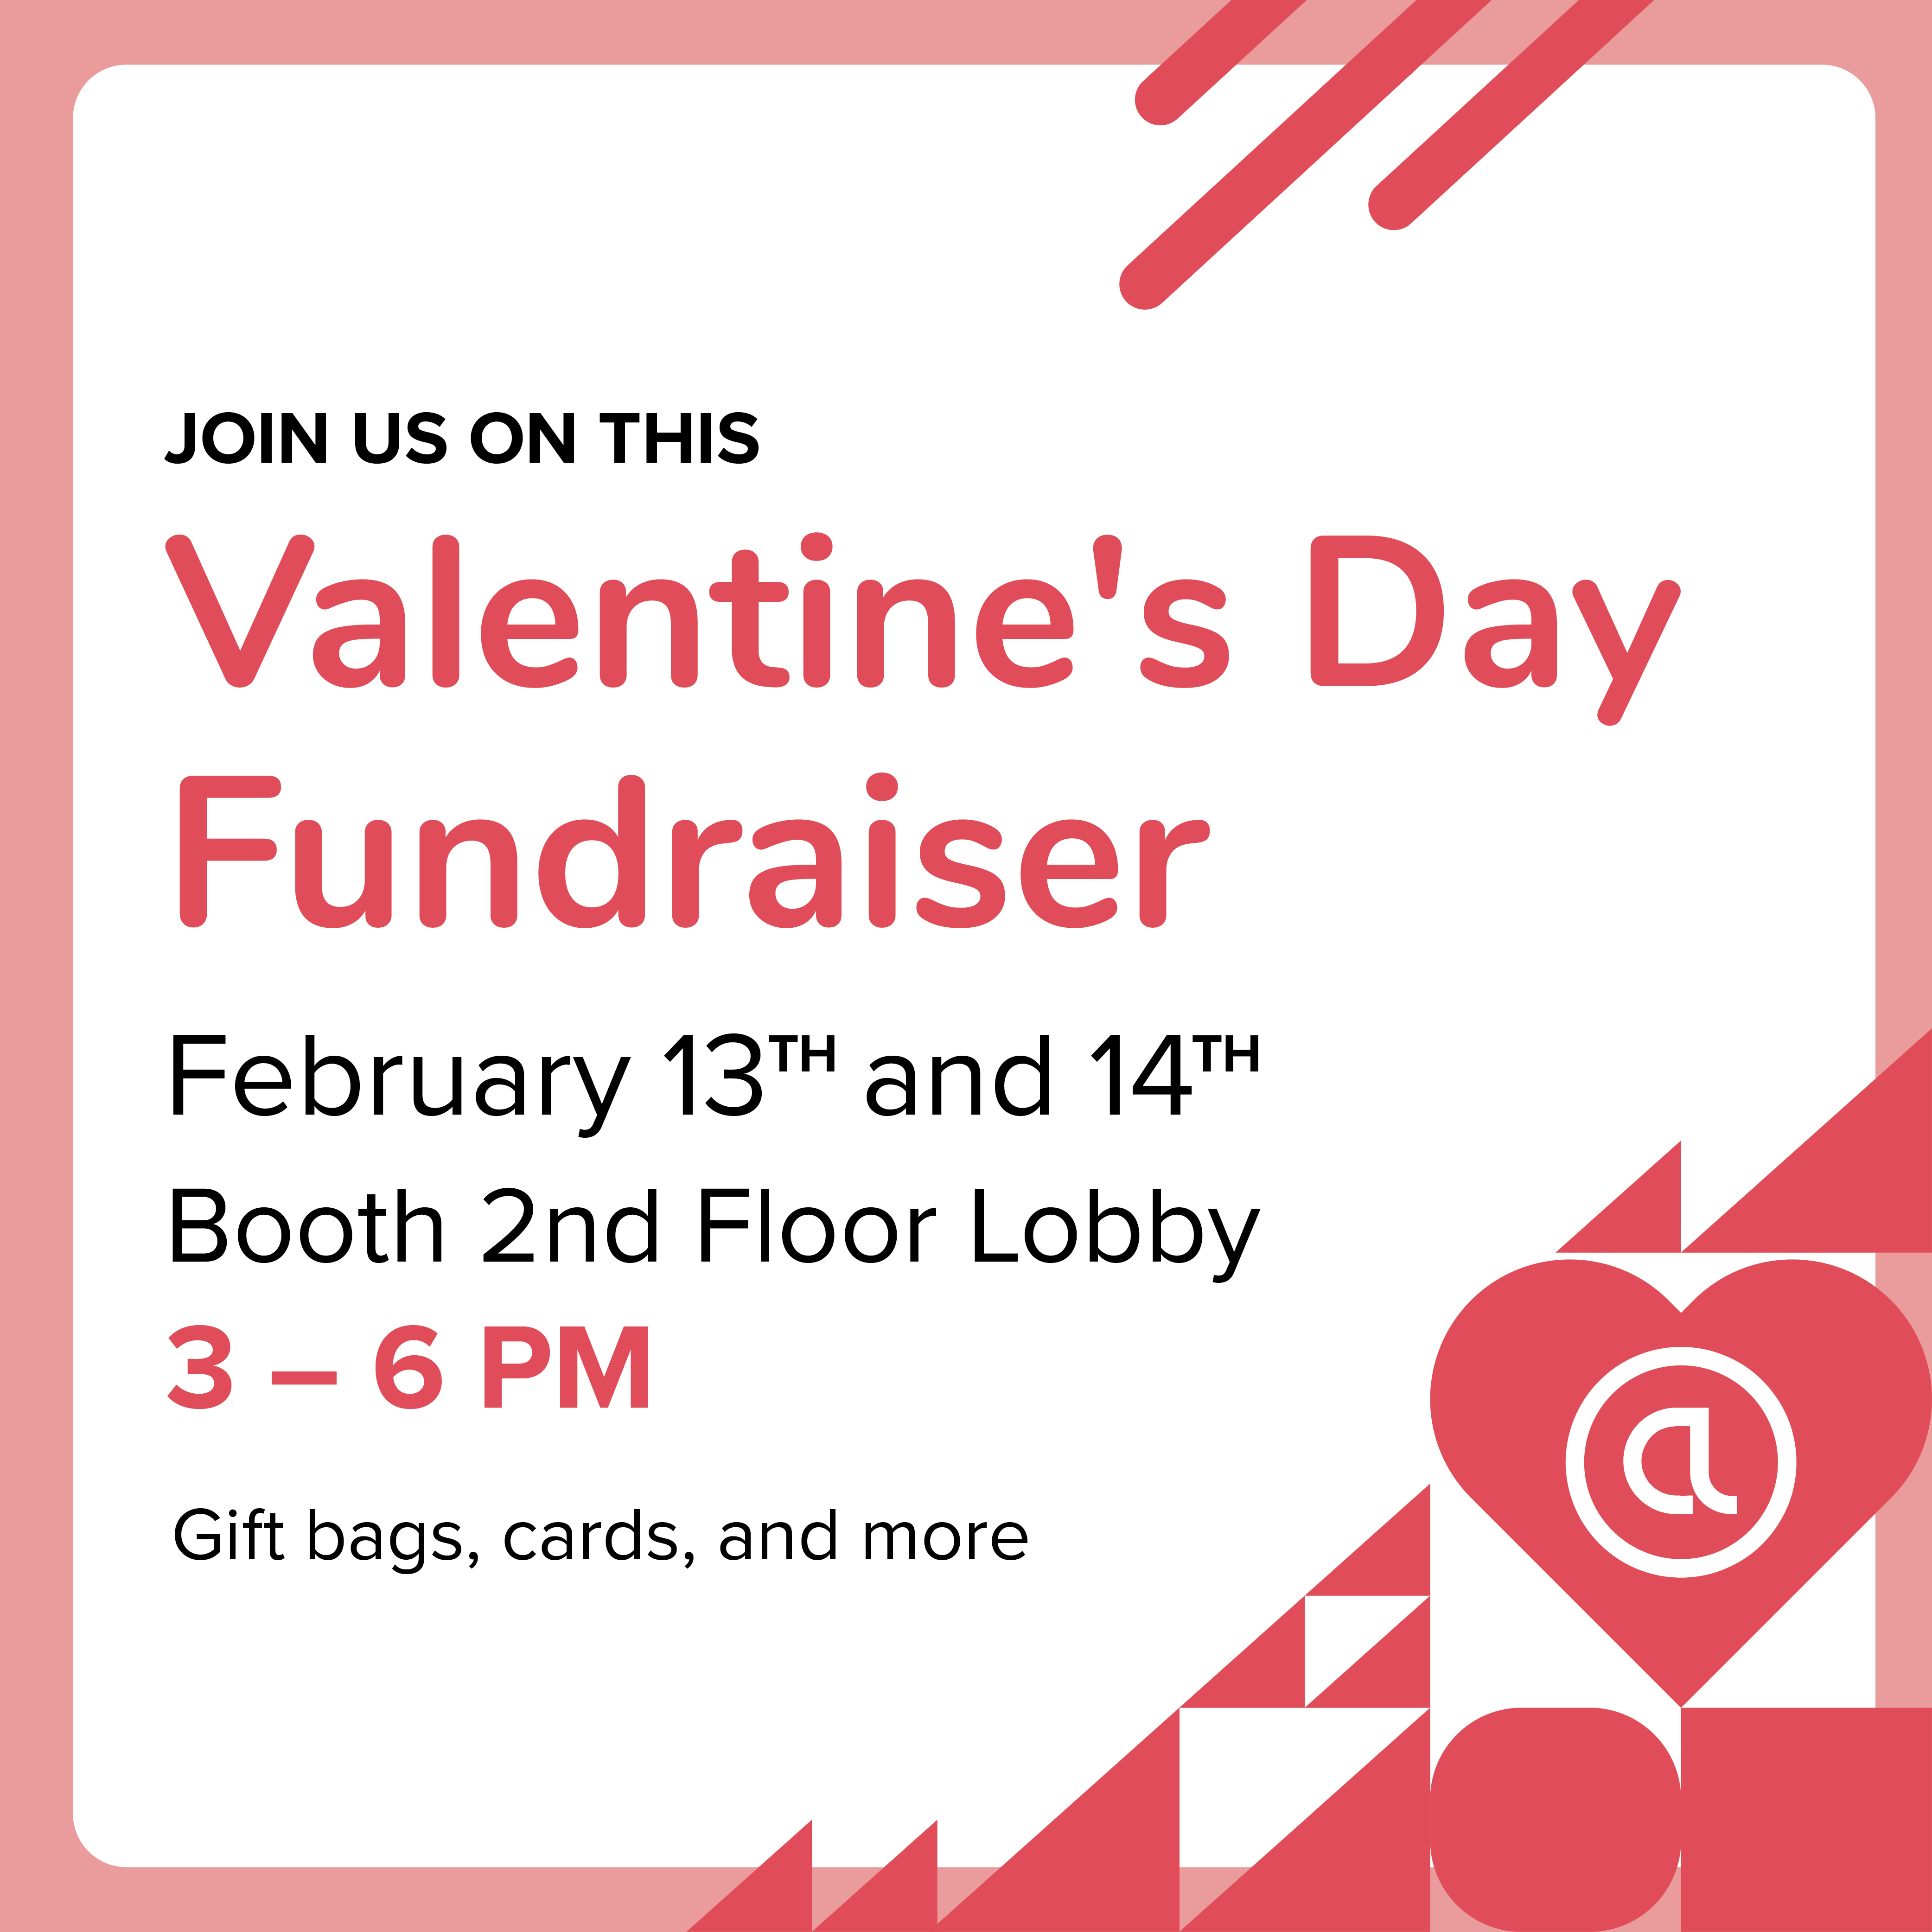 JOIN US ON THIS
Valentine's Day
Fundraiser
February 13TH and 14TH
Booth 2nd Floor Lobby
3 — 6 PM
Gift bags, cards, and more